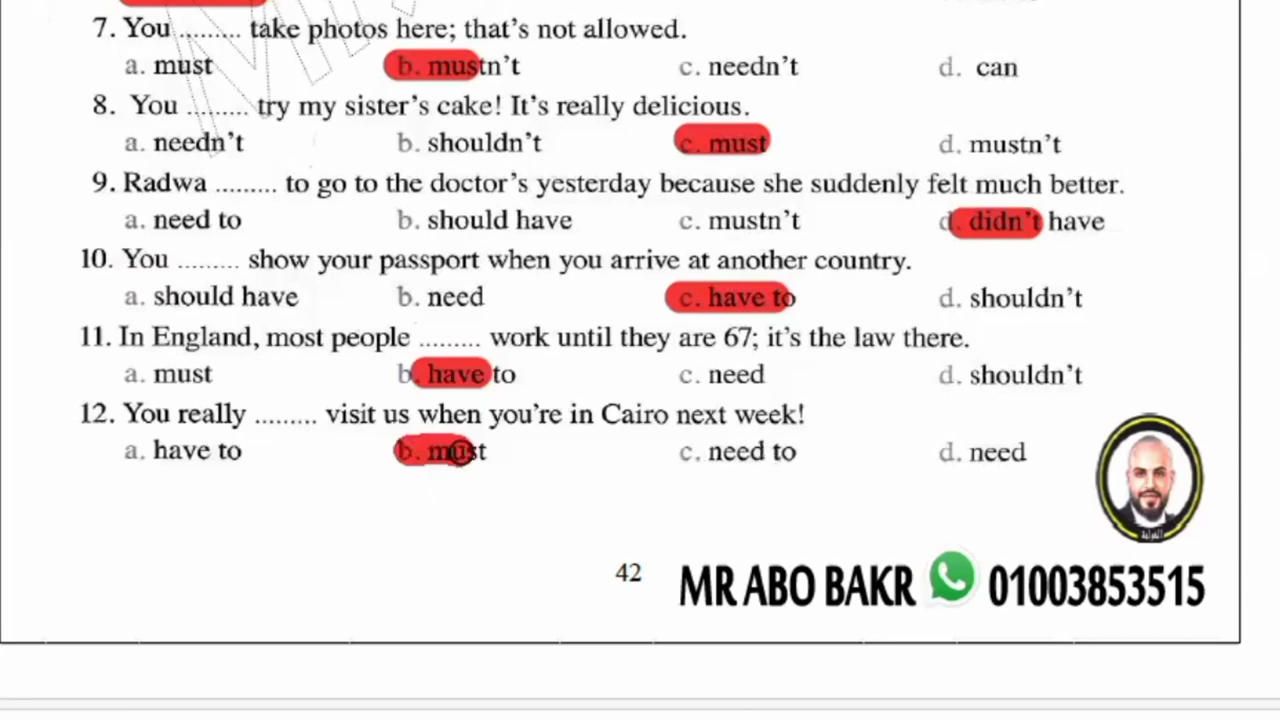 7. You ......... take photos here; that's not allowed.
a. must b. mustn't c. needn't d. can
8. You ......... try my sister's cake! It's really delicious.
a. needn't b. shouldn't c. must d. mustn't
9. Radwa ......... to go to the doctor's yesterday because she suddenly felt much better.
a. need to b. should have c. mustn't d. didn't have
10. You ......... show your passport when you arrive at another country.
a. should have b. need c. have to d. shouldn't
11. In England, most people ......... work until they are 67; it's the law there.
a. must b. have to c. need d. shouldn't
12. You really ......... visit us when you're in Cairo next week!
a. have to b. must c. need to d. need
42
MR ABO BAKR 01003853515